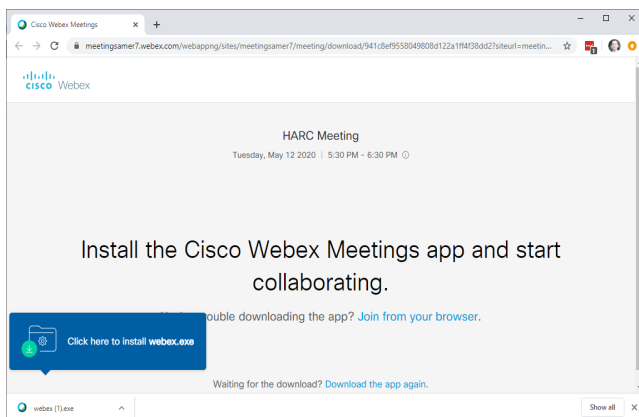 Cisco Webex Meetings
meetingsamer7.webex.com/webappng/sites/meetingsamer7/meeting/download/941c8ef9558049808d122a1ff4f38dd2?siteurl=meetin...
1
CISCO Webex
HARC Meeting
Tuesday, May 12 2020 | 5:30 PM - 6:30 PM
Install the Cisco Webex Meetings app and start
collaborating.
downloading the app? Join from your browser.
Click here to install webex.exe
Waiting for the download? Download the app again.
webex (1).exe
Show all